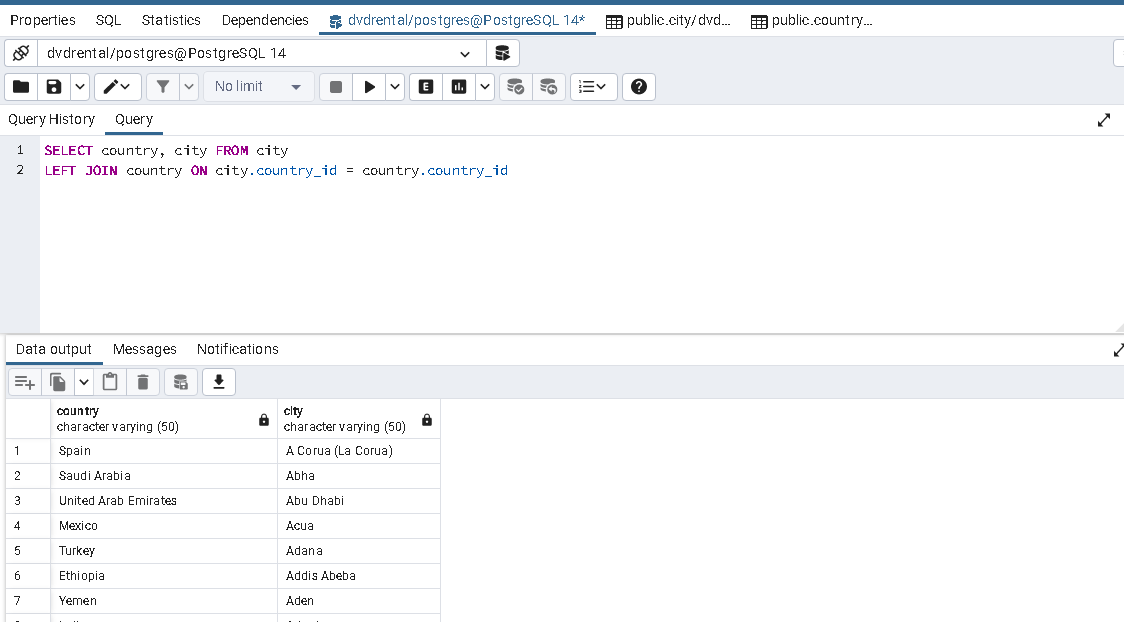 Properties SQL Statistics Dependencies dvdrental/postgres@PostgreSQL 14* public.city/dvd... public.country...
dvdrental/postgres@PostgreSQL 14
No limit
Query History Query
1 SELECT country, city FROM city
2 LEFT JOIN country ON city.country_id = country.country_id
Data output Messages Notifications
country city
character varying (50) character varying (50)
1 Spain A Corua (La Corua)
2 Saudi Arabia Abha
3 United Arab Emirates Abu Dhabi
4 Mexico Acua
5 Turkey Adana
6 Ethiopia Addis Abeba
7 Yemen Aden